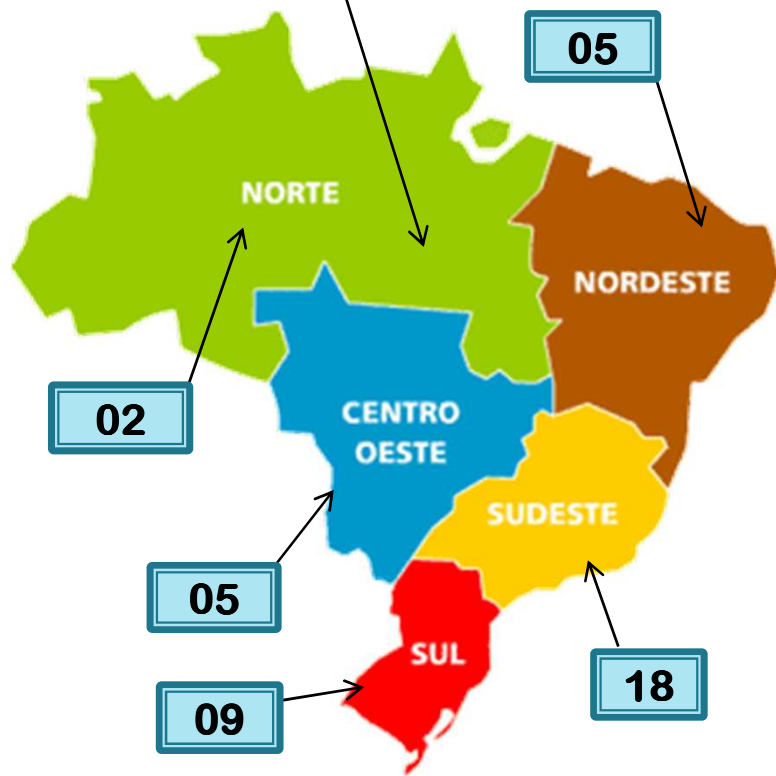 05
NORTE
NORDESTE
02
CENTRO
OESTE
SUDESTE
05
SUL
18
09